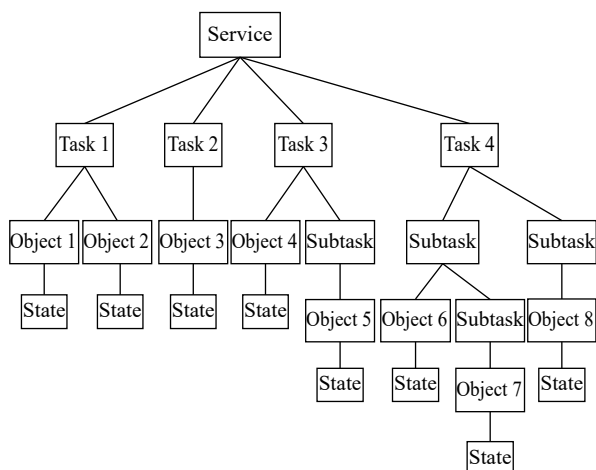 Service
Task 1
Task 2
Task 3
Task 4
Object 1
Object 2
Object 3
Object 4
Subtask
Subtask
Subtask
State
State
State
State
Object 5
Object 6
Subtask
Object 8
State
State
Object 7
State
State